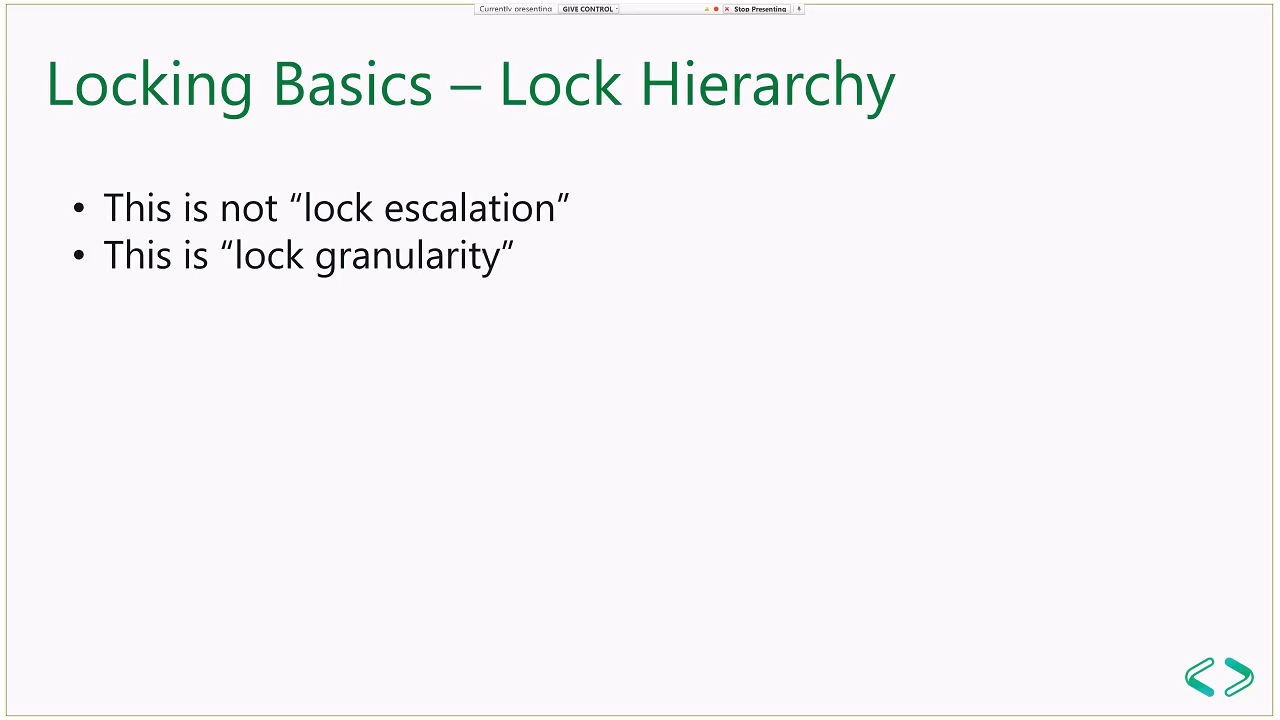 Currently presenting GIVE CONTROL Stop Presenting
Locking Basics – Lock Hierarchy
• This is not “lock escalation”
• This is “lock granularity”